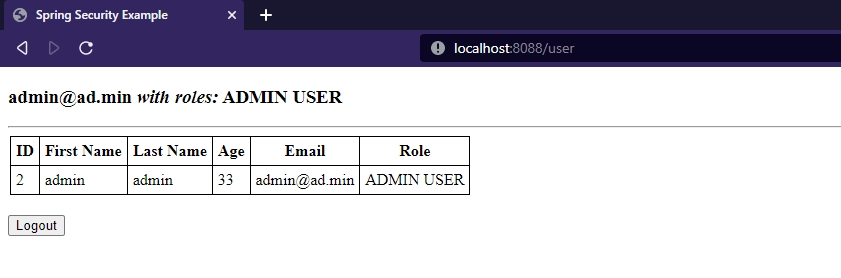 Spring Security Example
localhost:8088/user
admin@ad.min with roles: ADMIN USER
ID First Name Last Name Age Email Role
2 admin admin 33 admin@ad.min ADMIN USER
Logout